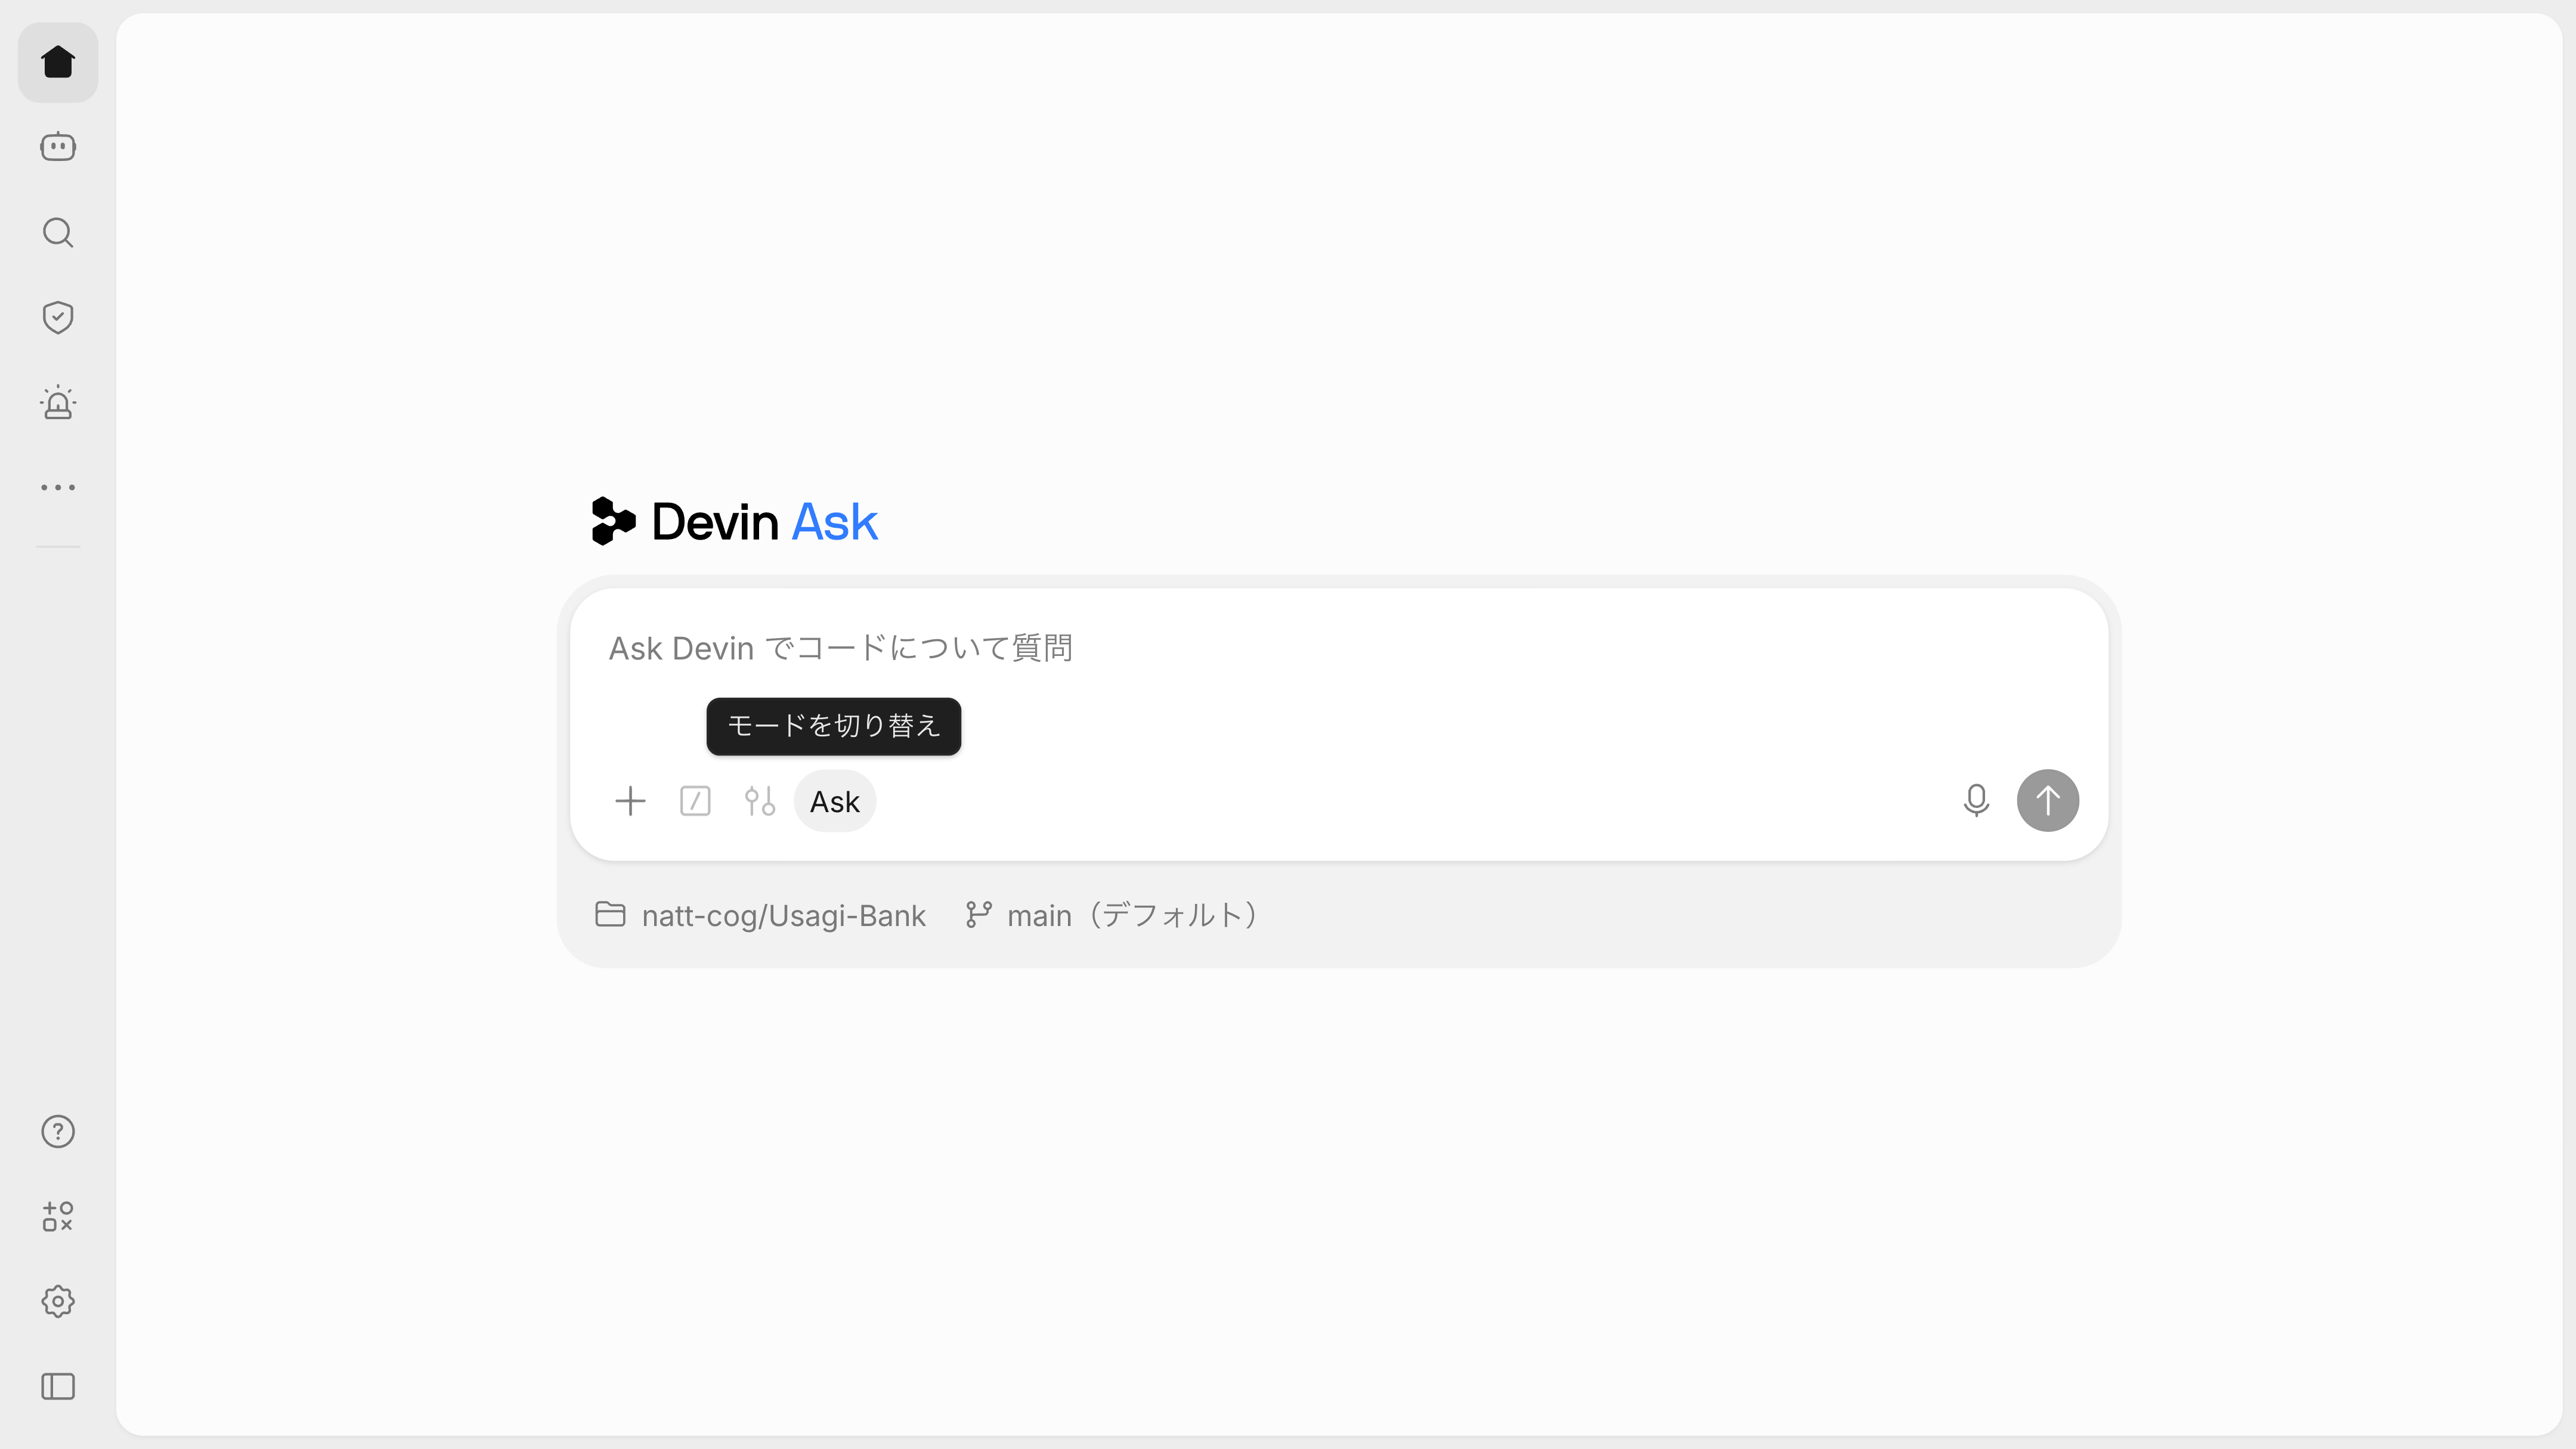 Devin Ask
Ask Devin でコードについて質問
モードを切り替え
Ask
natt-cog/Usagi-Bank
main（デフォルト）